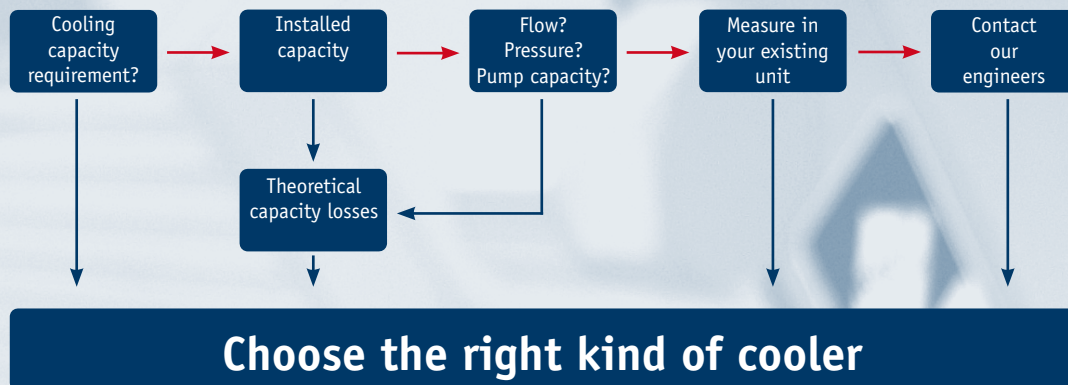 Cooling
capacity
requirement?
Installed
capacity
Flow?
Pressure?
Pump capacity?
Measure in
your existing
unit
Contact
our
engineers
Theoretical
capacity losses
Choose the right kind of cooler